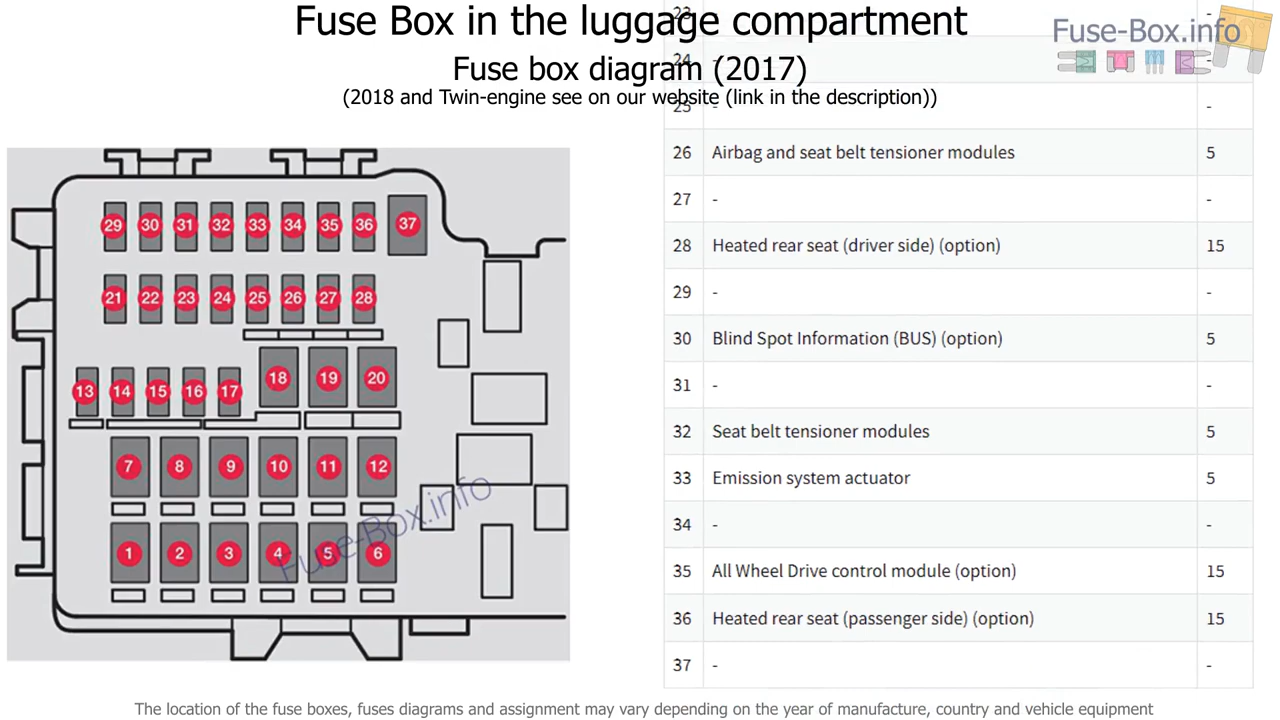 Fuse Box in the luggage compartment
Fuse box diagram (2017)
(2018 and Twin-engine see on our website (link in the description))
Fuse-Box.info
29 30 31 32 33 34 35 36 37
21 22 23 24 25 26 27 28
13 14 15 16 17 18 19 20
7 8 9 10 11 12
1 2 3 4 5 6
Fuse-Box.info
23 -
24 - -
25 - -
26 Airbag and seat belt tensioner modules 5
27 - -
28 Heated rear seat (driver side) (option) 15
29 - -
30 Blind Spot Information (BUS) (option) 5
31 - -
32 Seat belt tensioner modules 5
33 Emission system actuator 5
34 - -
35 All Wheel Drive control module (option) 15
36 Heated rear seat (passenger side) (option) 15
37 - -
The location of the fuse boxes, fuses diagrams and assignment may vary depending on the year of manufacture, country and vehicle equipment